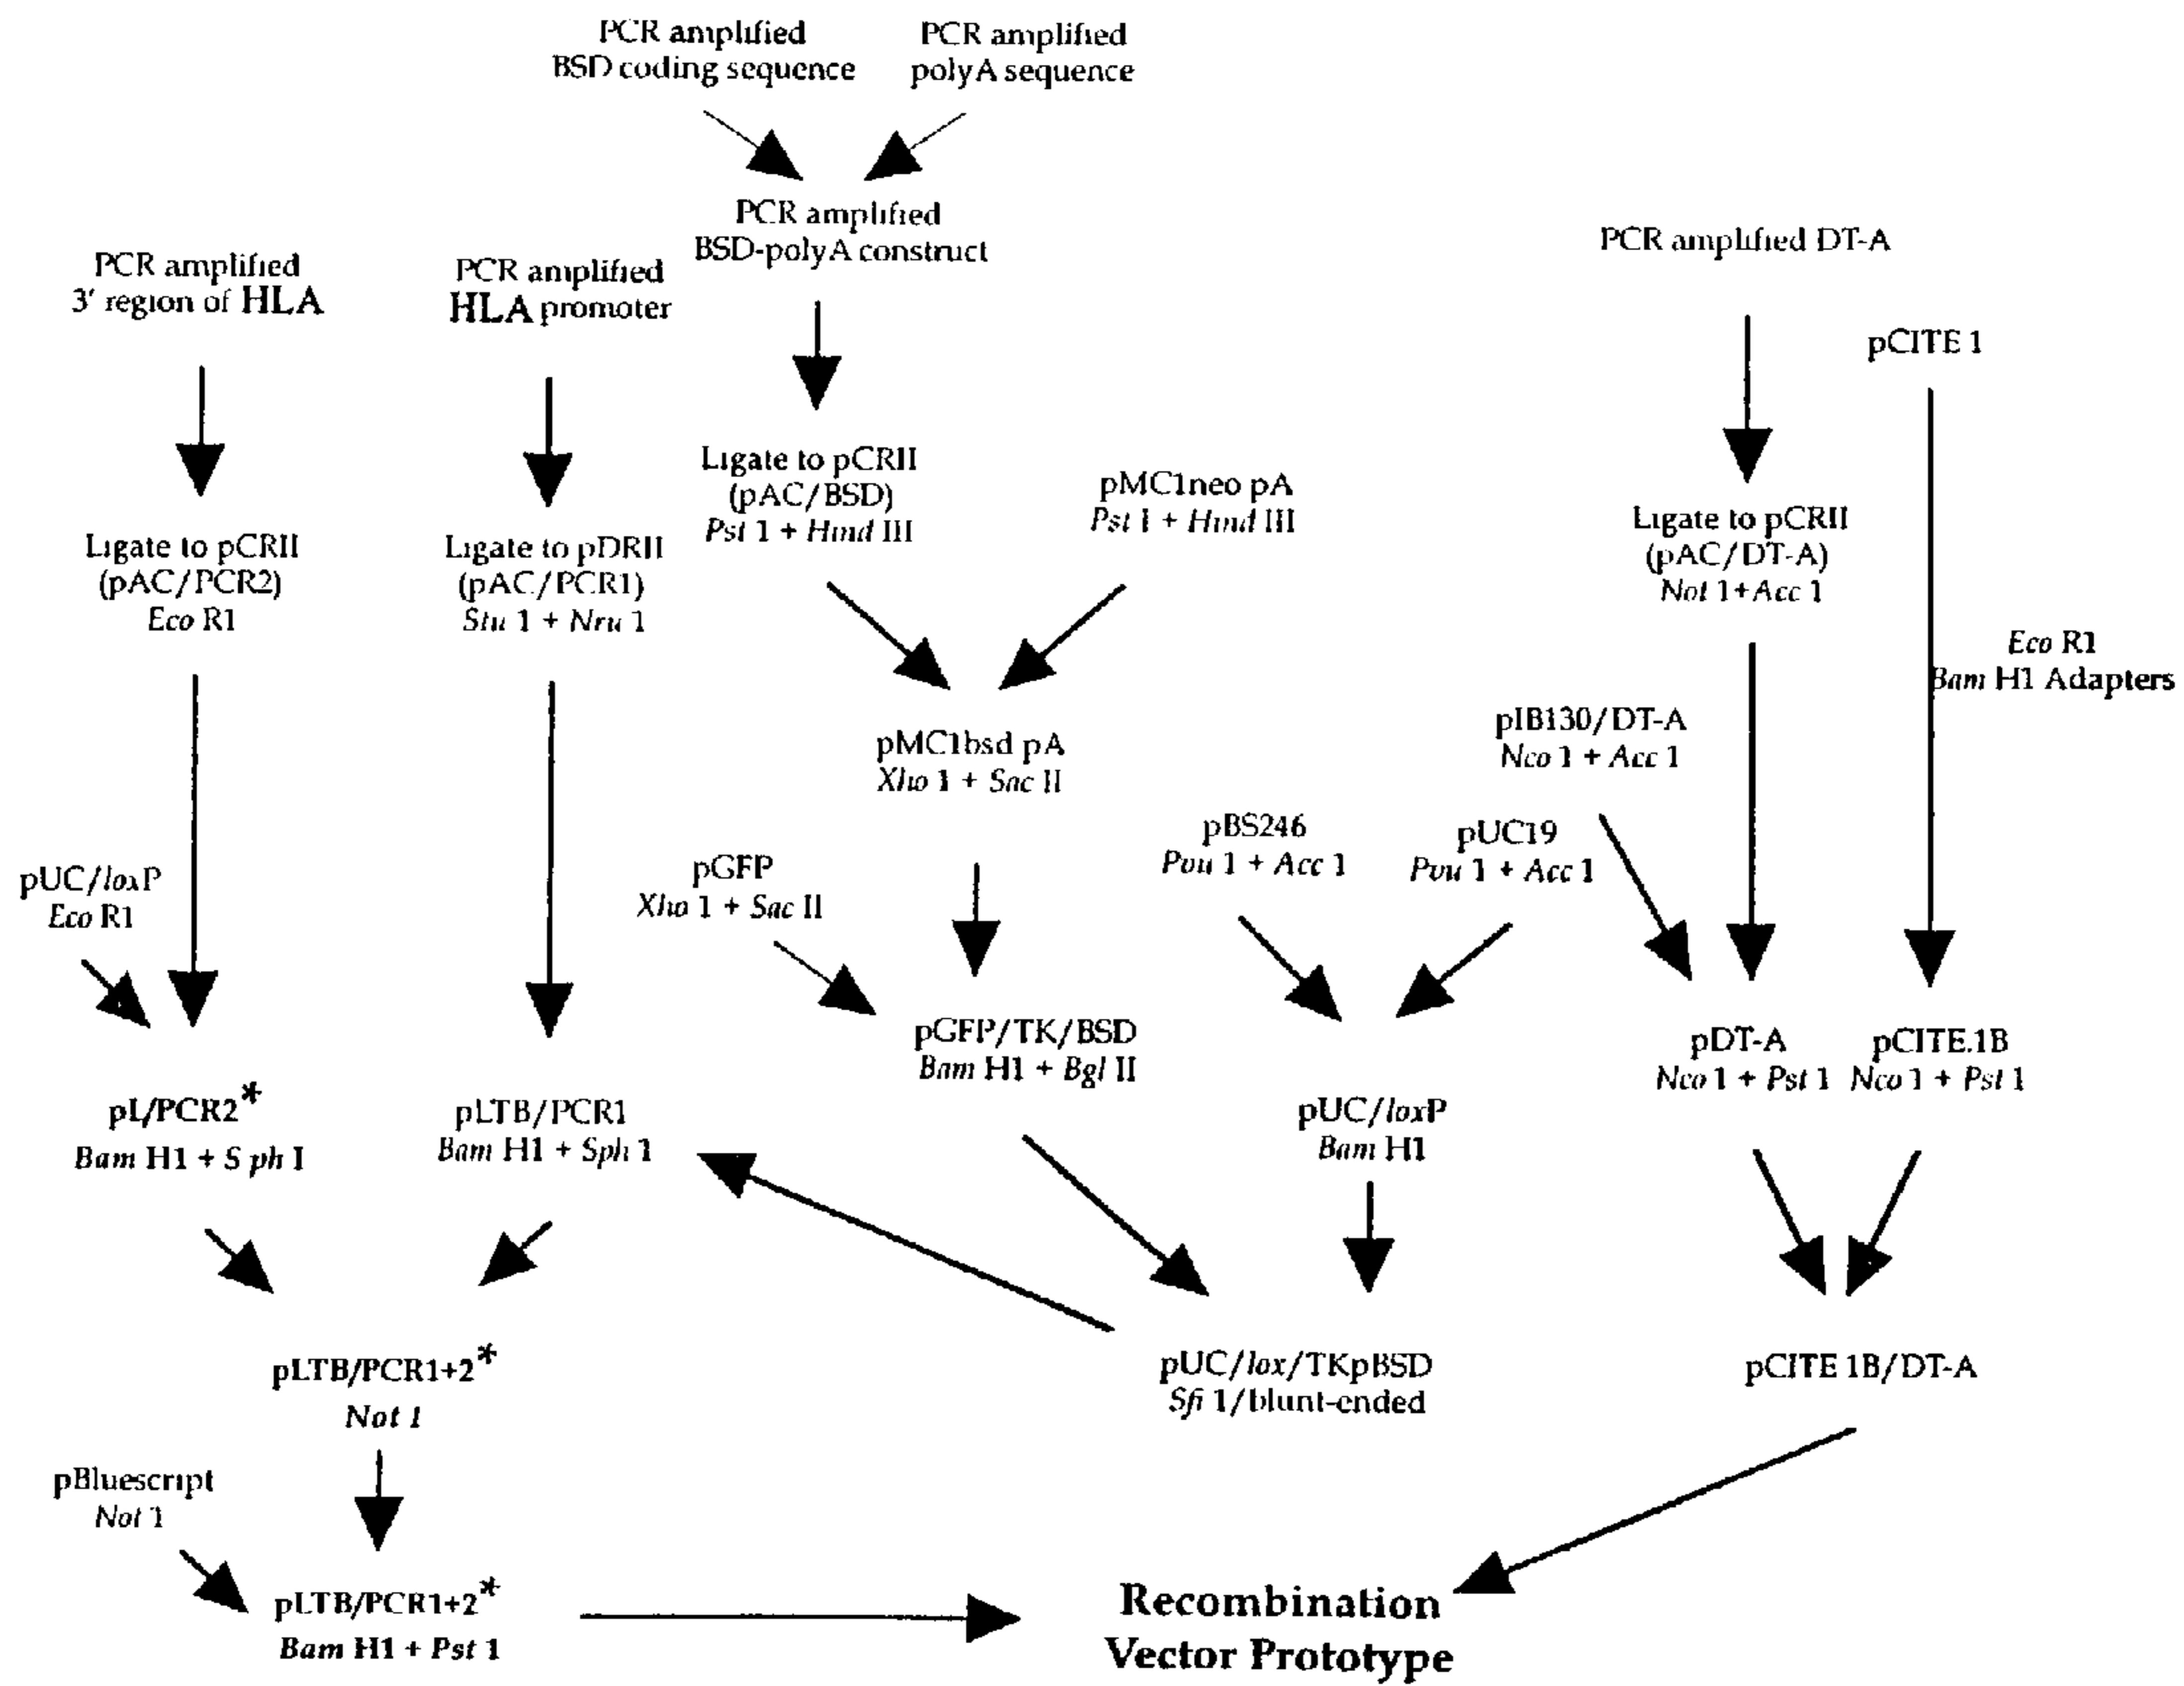 PCR amplified
BSD coding sequence
PCR amplified
polyA sequence
PCR amplified
BSD-polyA construct
PCR amplified DT-A
PCR amplified
3' region of HLA
PCR amplified
HLA promoter
pCITE 1
Ligate to pCRII
(pAC/BSD)
Pst 1 + Hind III
pMC1neo pA
Pst 1 + Hind III
Ligate to pCRII
(pAC/DT-A)
Not 1+Acc 1
Ligate to pCRII
(pAC/PCR2)
Eco R1
Ligate to pDRII
(pAC/PCR1)
Stu 1 + Nru 1
Eco R1
Bam H1 Adapters
pIB130/DT-A
Nco 1 + Acc 1
pMC1bsd pA
Xho 1 + Sac II
pBS246
Pvu 1 + Acc 1
pUC19
Pvu 1 + Acc 1
pGFP
Xho 1 + Sac II
pUC/loxP
Eco R1
pGFP/TK/BSD
Bam H1 + Bgl II
pDT-A
Nco 1 + Pst 1
pCITE.1B
Nco 1 + Pst 1
pL/PCR2*
Bam H1 + S ph I
pLTB/PCR1
Bam H1 + Sph 1
pUC/loxP
Bam H1
pLTB/PCR1+2*
Not 1
pUC/lox/TKpBSD
Sfi 1/blunt-ended
pCITE 1B/DT-A
pBluescript
Not 1
pLTB/PCR1+2*
Bam H1 + Pst 1
Recombination
Vector Prototype